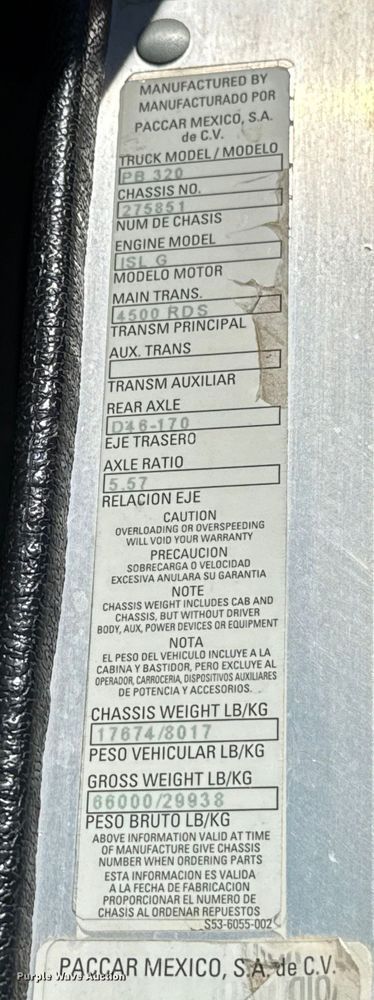 MANUFACTURED BY
MANUFACTURADO POR
PACCAR MEXICO, S.A.
de C.V.
TRUCK MODEL / MODELO
PB 320
CHASSIS NO.
275851
NUM DE CHASIS
ENGINE MODEL
ISL G
MODELO MOTOR
MAIN TRANS.
4500 RDS
TRANSM PRINCIPAL
AUX. TRANS
TRANSM AUXILIAR
REAR AXLE
D46-170
EJE TRASERO
AXLE RATIO
5.57
RELACION EJE
CAUTION
OVERLOADING OR OVERSPEEDING
WILL VOID YOUR WARRANTY
PRECAUCION
SOBRECARGA O VELOCIDAD
EXCESIVA ANULARA SU GARANTIA
NOTE
CHASSIS WEIGHT INCLUDES CAB AND
CHASSIS, BUT WITHOUT DRIVER
BODY, AUX, POWER DEVICES OR EQUIPMENT
NOTA
EL PESO DEL VEHICULO INCLUYE A LA
CABINA Y BASTIDOR, PERO EXCLUYE AL
OPERADOR, CARROCERIA, DISPOSITIVOS AUXILIARES
DE POTENCIA Y ACCESORIOS.
CHASSIS WEIGHT LB/KG
17674/8017
PESO VEHICULAR LB/KG
GROSS WEIGHT LB/KG
66000/29938
PESO BRUTO LB/KG
ABOVE INFORMATION VALID AT TIME
OF MANUFACTURE GIVE CHASSIS
NUMBER WHEN ORDERING PARTS
ESTA INFORMACION ES VALIDA
A LA FECHA DE FABRICACION
PROPORCIONAR EL NUMERO DE
CHASIS AL ORDENAR REPUESTOS
S53-6055-002
PACCAR MEXICO, S.A. de C.V.
Purple Wave Auction